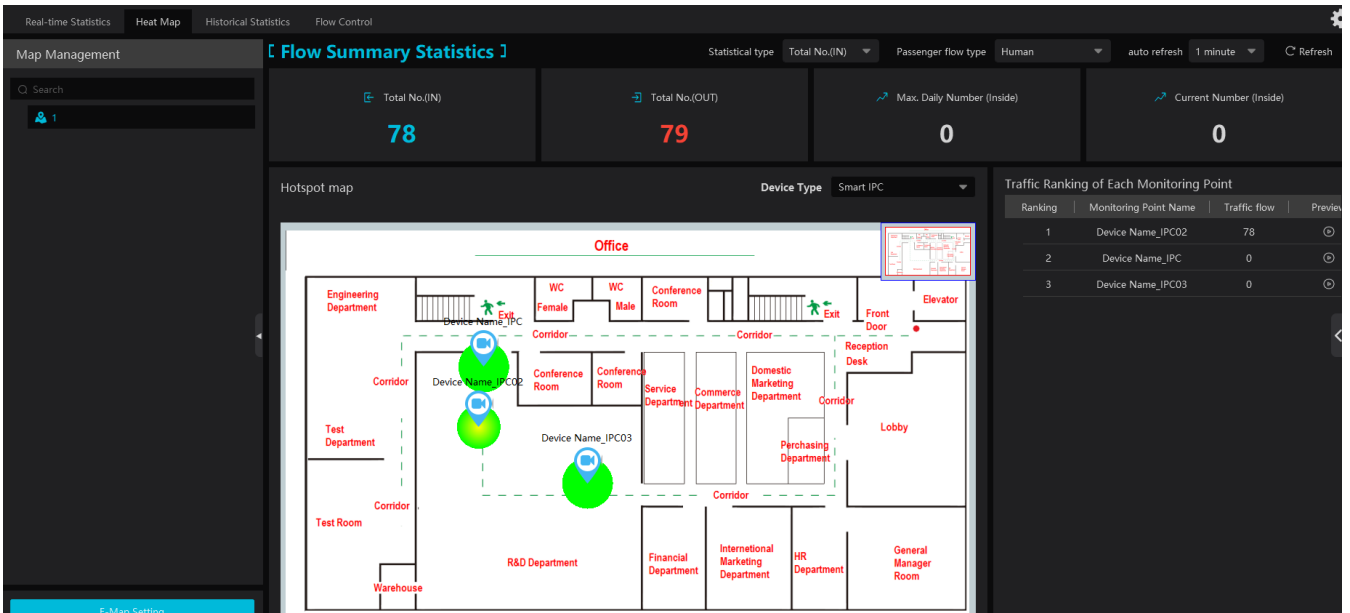 Real-time Statistics Heat Map Historical Statistics Flow Control
Map Management
[ Flow Summary Statistics ]
Statistical type Total No.(IN) Passenger flow type Human auto refresh 1 minute Refresh
Search
1
Total No.(IN) Total No.(OUT) Max. Daily Number (Inside) Current Number (Inside)
78 79 0 0
Hotspot map
Device Type Smart IPC
Traffic Ranking of Each Monitoring Point
Ranking Monitoring Point Name Traffic flow Preview
1 Device Name_IPC02 78
2 Device Name_IPC 0
3 Device Name_IPC03 0
Office
Engineering
Department
WC
Female
WC
Male
Conference
Room
Exit
Exit
Front
Door
Elevator
Device Name_IPC
Corridor
Corridor
Reception
Desk
Corridor
Device Name_IPC02
Conference
Room
Conference
Room
Service
Department
Commerce
Department
Domestic
Marketing
Department
Corridor
Test
Department
Device Name_IPC03
Perchasing
Department
Lobby
Corridor
Corridor
Test Room
R&D Department
Financial
Department
International
Marketing
Department
HR
Department
General
Manager
Room
Warehouse
E-Map Setting